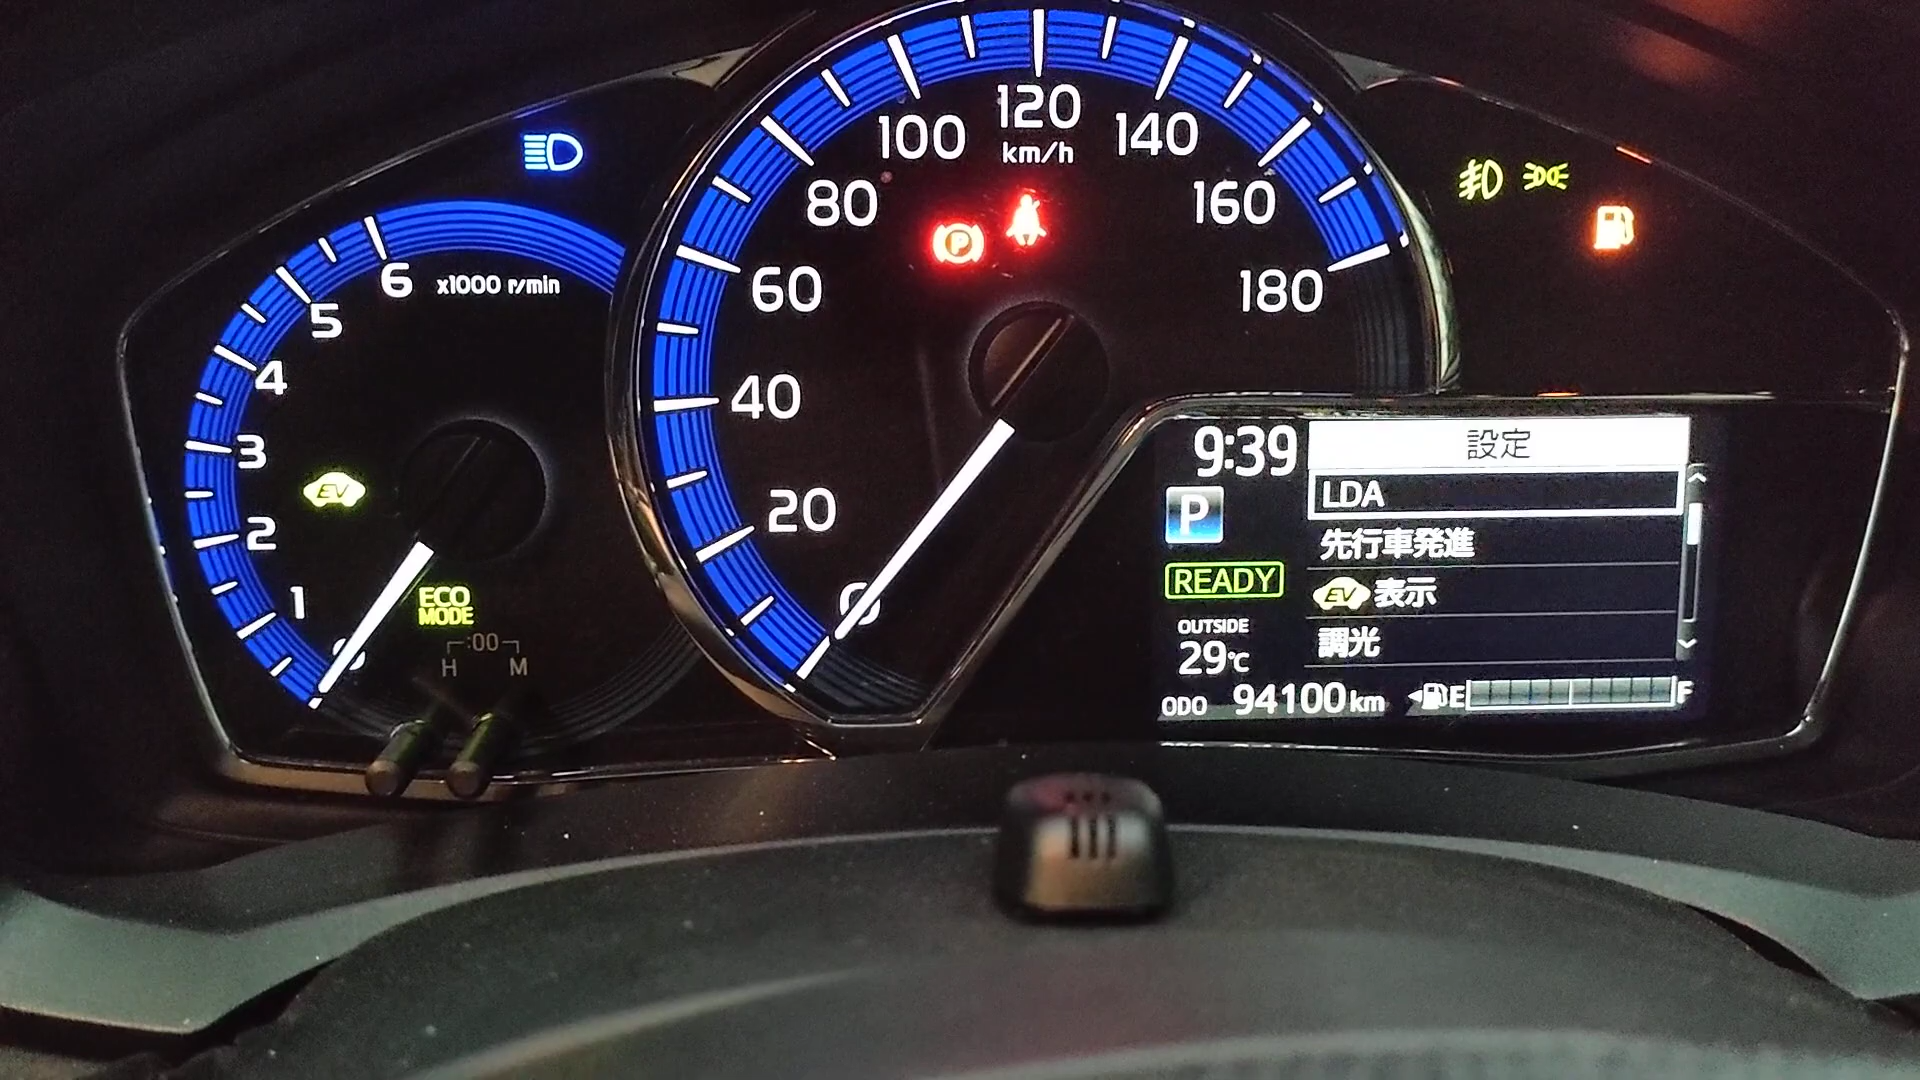 120
km/h
100
140
80
160
60
180
40
20
0
6
x1000 r/min
5
4
3
2
1
EV
ECO
MODE
:00
H M
P
9:39
設定
LDA
P
先行車発進
READY
EV 表示
OUTSIDE
調光
29℃
ODO 94100 km
E F